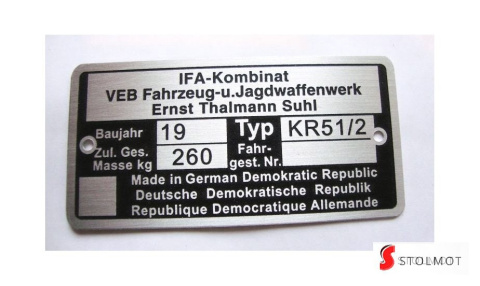 IFA-Kombinat
VEB Fahrzeug-u.Jagdwaffenwerk
Ernst Thalmann Suhl
Baujahr 19 Typ KR51/2
Zul. Ges. Masse kg 260 Fahr-gest. Nr.
Made in German Demokratic Republic
Deutsche Demokratische Republik
Republique Democratique Allemande
STOLMOT